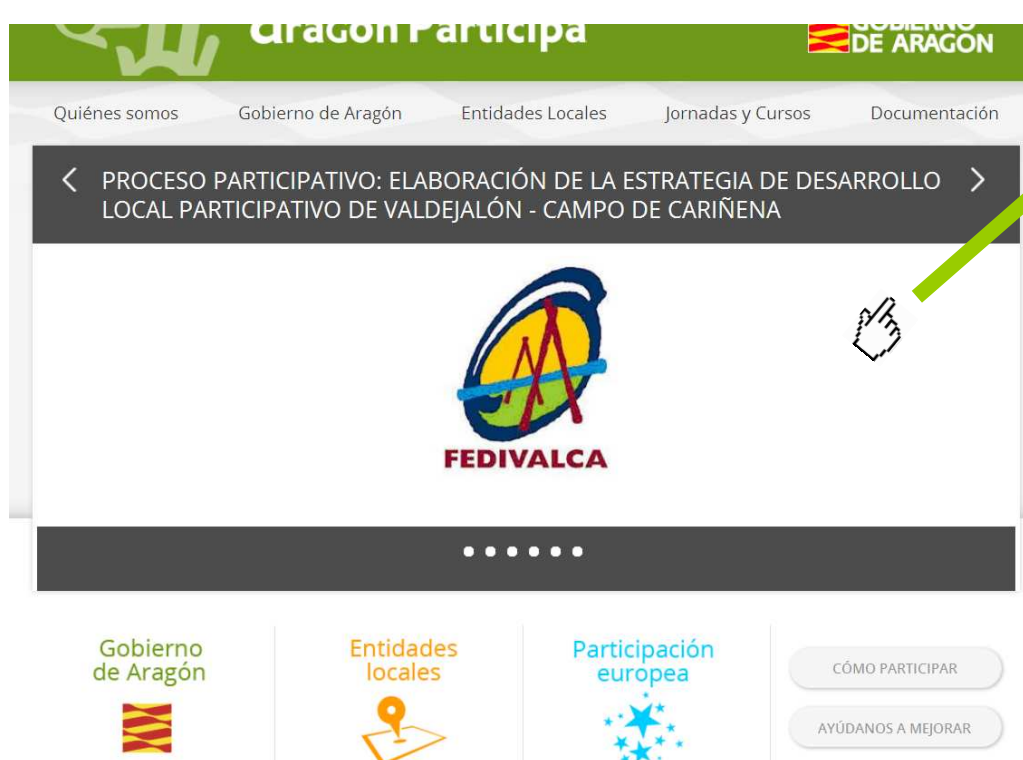 aragón Participa
GOBIERNO
DE ARAGON
Quiénes somos
Gobierno de Aragón
Entidades Locales
Jornadas y Cursos
Documentación
PROCESO PARTICIPATIVO: ELABORACIÓN DE LA ESTRATEGIA DE DESARROLLO
LOCAL PARTICIPATIVO DE VALDEJALÓN - CAMPO DE CARIÑENA
FEDIVALCA
Gobierno
de Aragón
Entidades
locales
Participación
europea
CÓMO PARTICIPAR
AYÚDANOS A MEJORAR